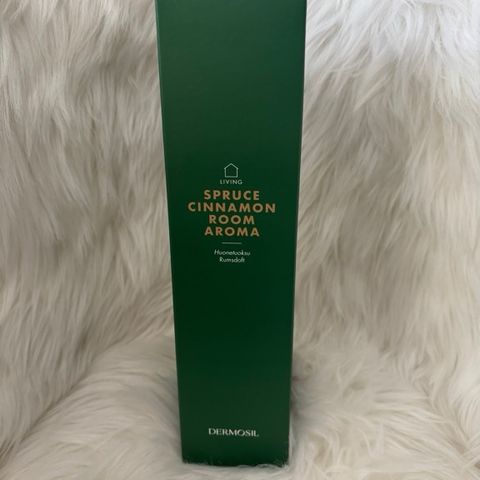 LIVING
SPRUCE
CINNAMON
ROOM
AROMA
Huonetuoksu
Rumsdoft
DERMOSIL